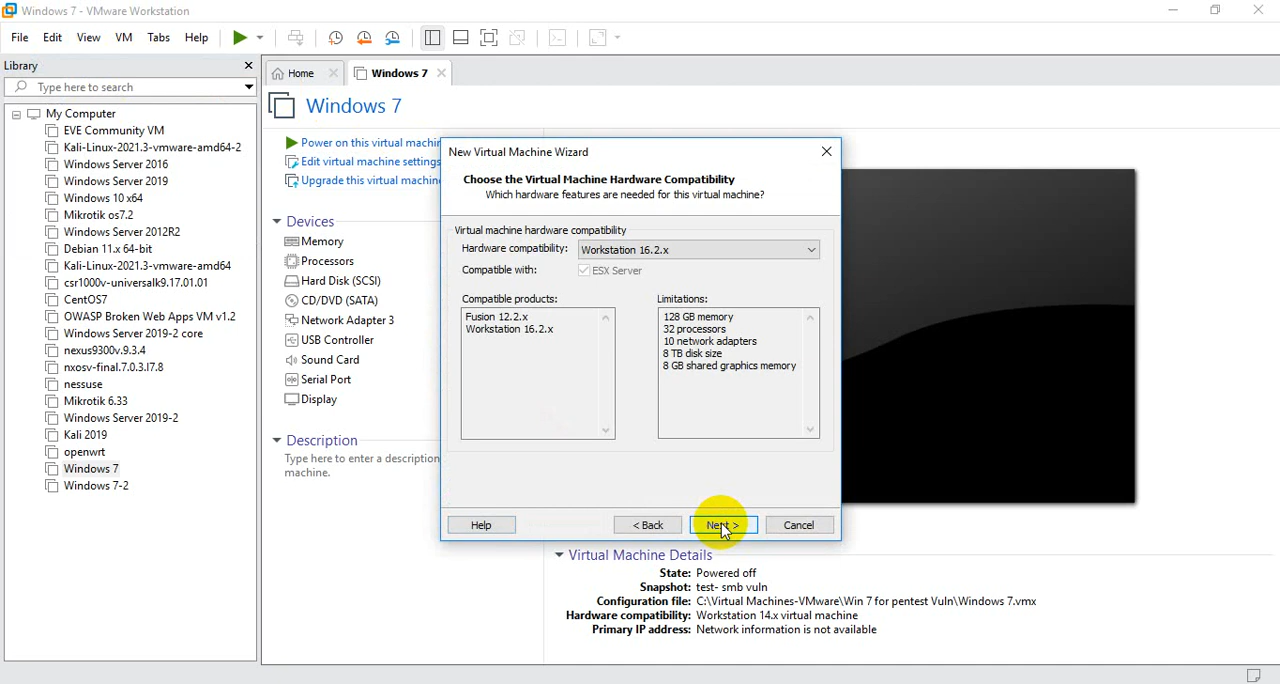 Windows 7 - VMware Workstation
File Edit View VM Tabs Help
Library
Type here to search
My Computer
EVE Community VM
Kali-Linux-2021.3-vmware-amd64-2
Windows Server 2016
Windows Server 2019
Windows 10 x64
Mikrotik os7.2
Windows Server 2012R2
Debian 11.x 64-bit
Kali-Linux-2021.3-vmware-amd64
csr1000v-universalk9.17.01.01
CentOS7
OWASP Broken Web Apps VM v1.2
Windows Server 2019-2 core
nexus9300v.9.3.4
nxosv-final.7.0.3.I7.8
nessuse
Mikrotik 6.33
Windows Server 2019-2
Kali 2019
openwrt
Windows 7
Windows 7-2
Home
Windows 7
Windows 7
Power on this virtual machin
Edit virtual machine settings
Upgrade this virtual machine
Devices
Memory
Processors
Hard Disk (SCSI)
CD/DVD (SATA)
Network Adapter 3
USB Controller
Sound Card
Serial Port
Display
Description
Type here to enter a description
machine.
New Virtual Machine Wizard
Choose the Virtual Machine Hardware Compatibility
Which hardware features are needed for this virtual machine?
Virtual machine hardware compatibility
Hardware compatibility: Workstation 16.2.x
Compatible with: ESX Server
Compatible products:
Fusion 12.2.x
Workstation 16.2.x
Limitations:
128 GB memory
32 processors
10 network adapters
8 TB disk size
8 GB shared graphics memory
Help
< Back
Next >
Cancel
Virtual Machine Details
State: Powered off
Snapshot: test- smb vuln
Configuration file: C:\Virtual Machines-VMware\Win 7 for pentest Vuln\Windows 7.vmx
Hardware compatibility: Workstation 14.x virtual machine
Primary IP address: Network information is not available